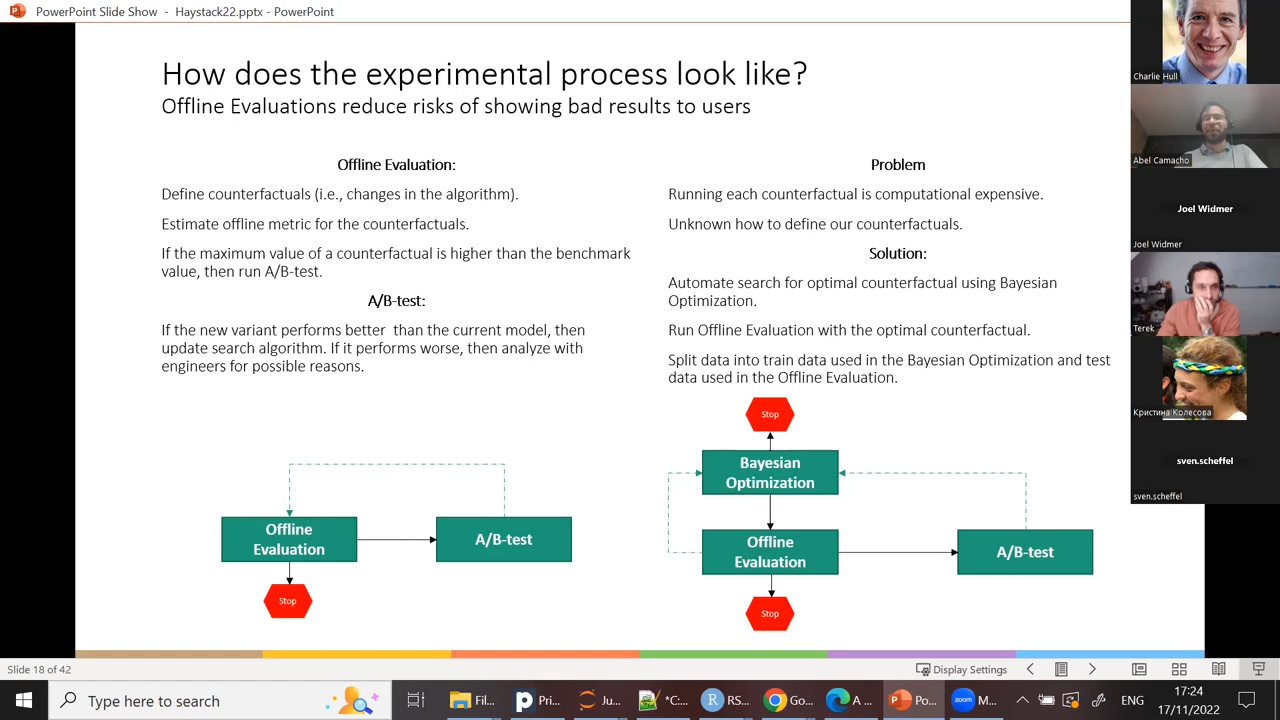 PowerPoint Slide Show - Haystack22.pptx - PowerPoint
How does the experimental process look like?
Offline Evaluations reduce risks of showing bad results to users
Offline Evaluation:
Define counterfactuals (i.e., changes in the algorithm).
Estimate offline metric for the counterfactuals.
If the maximum value of a counterfactual is higher than the benchmark
value, then run A/B-test.
A/B-test:
If the new variant performs better than the current model, then
update search algorithm. If it performs worse, then analyze with
engineers for possible reasons.
Offline
Evaluation
A/B-test
Stop
Problem
Running each counterfactual is computational expensive.
Unknown how to define our counterfactuals.
Solution:
Automate search for optimal counterfactual using Bayesian
Optimization.
Run Offline Evaluation with the optimal counterfactual.
Split data into train data used in the Bayesian Optimization and test
data used in the Offline Evaluation.
Stop
Bayesian
Optimization
Offline
Evaluation
A/B-test
Stop
Charlie Hull
Abel Camacho
Joel Widmer
Joel Widmer
Terek
Кристина Колесова
sven.scheffel
sven.scheffel
Slide 18 of 42
Display Settings
Type here to search
Fil...
Pri...
Ju...
*C:...
RS...
Go...
A ...
Po...
M...
ENG
17:24
17/11/2022